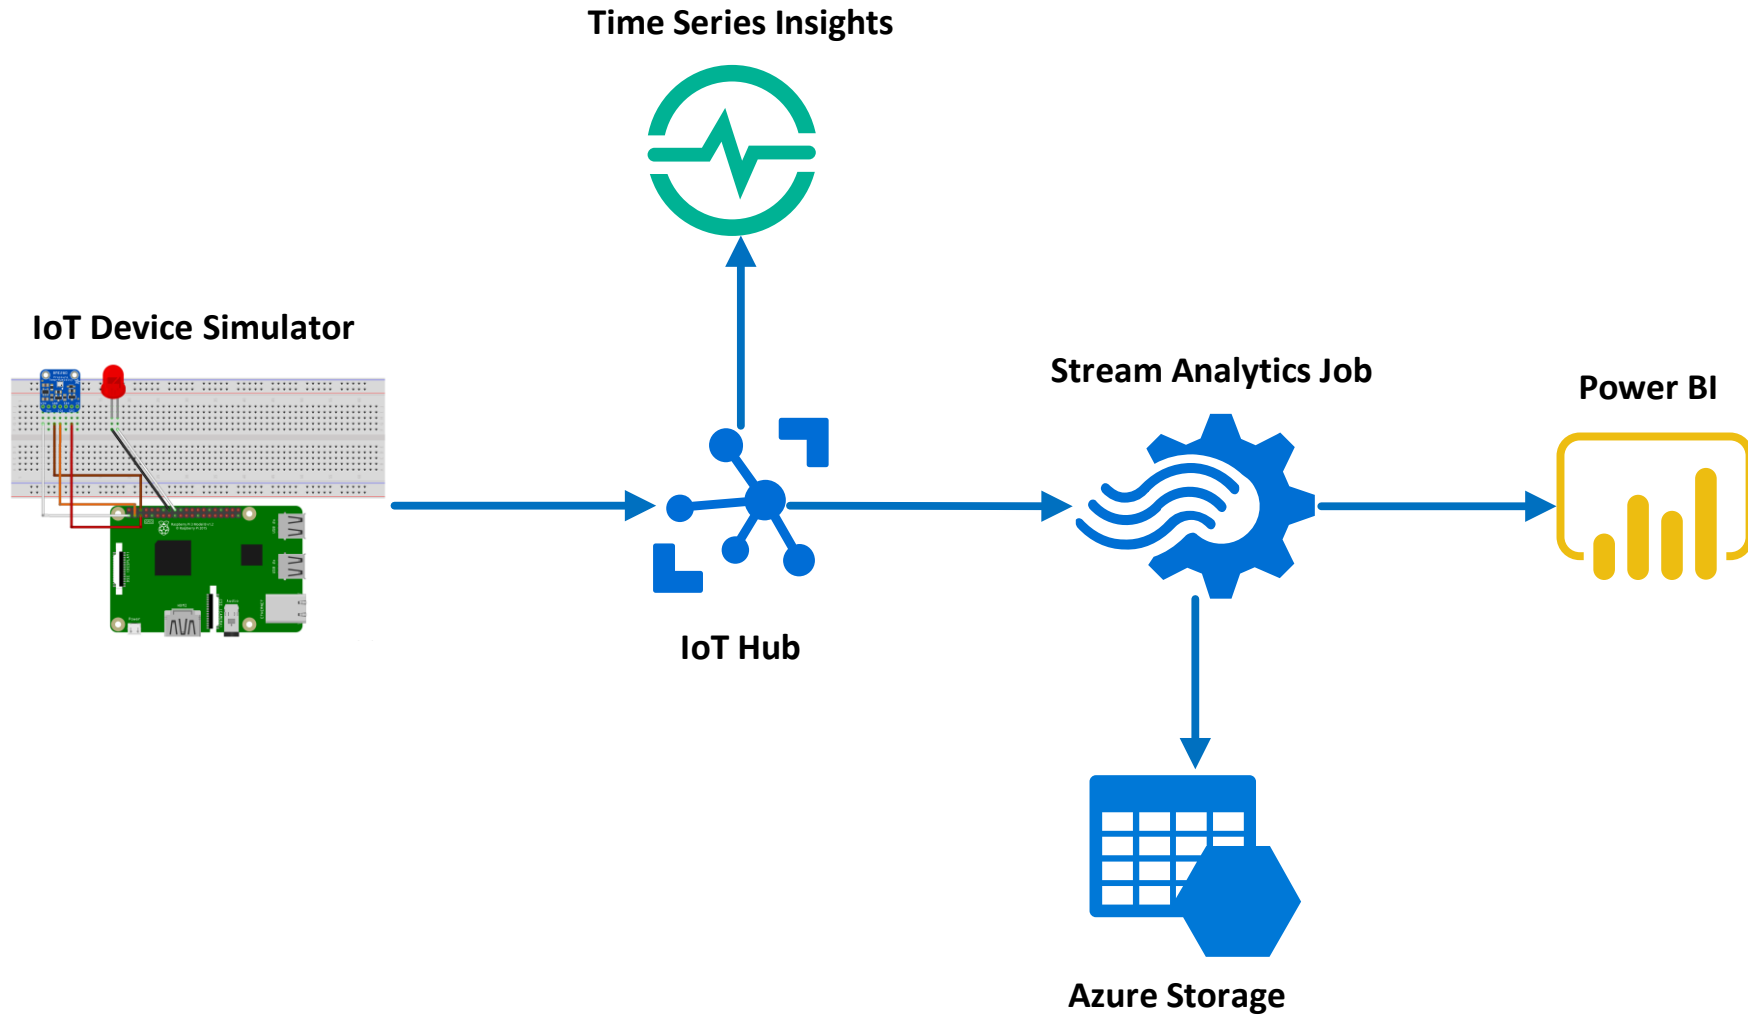 Time Series Insights
IoT Device Simulator
Stream Analytics Job
Power BI
IoT Hub
Azure Storage